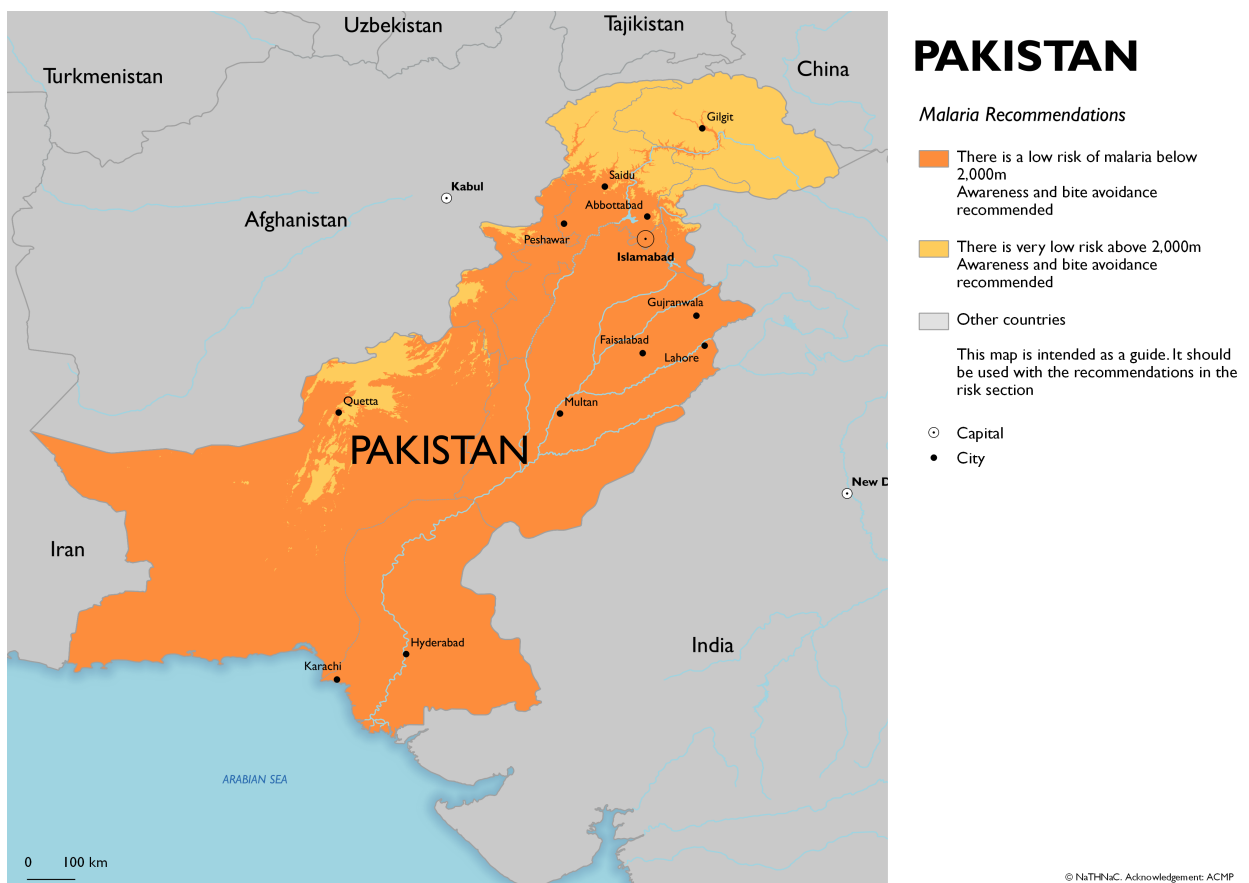 Uzbekistan
Tajikistan
Turkmenistan
China
Gilgit
Saidu
Kabul
Abbottabad
Afghanistan
Peshawar
Islamabad
Gujranwala
Faisalabad
Lahore
Quetta
Multan
PAKISTAN
New D
Iran
Hyderabad
India
Karachi
ARABIAN SEA
0 100 km
PAKISTAN
Malaria Recommendations
There is a low risk of malaria below
2,000m
Awareness and bite avoidance
recommended
There is very low risk above 2,000m
Awareness and bite avoidance
recommended
Other countries
This map is intended as a guide. It should
be used with the recommendations in the
risk section
Capital
City
© NaTHNaC. Acknowledgement: ACMP